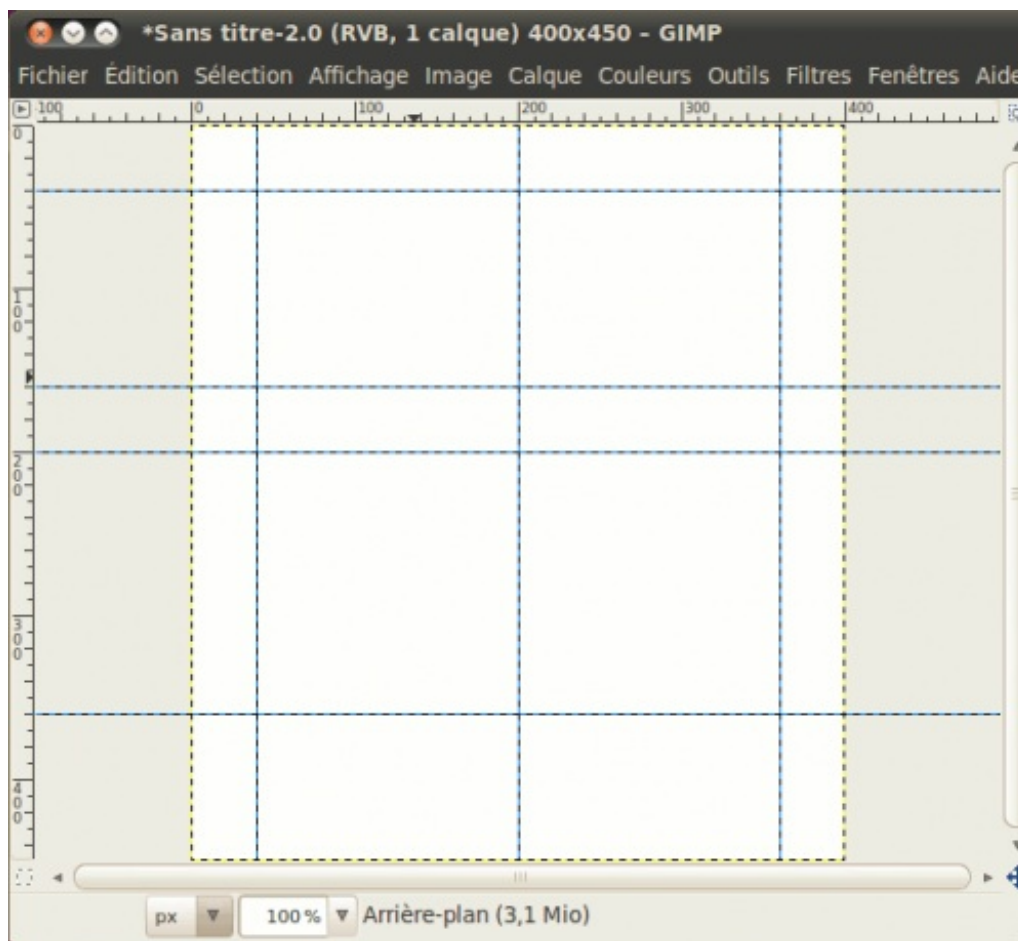 *Sans titre-2.0 (RVB, 1 calque) 400x450 – GIMP
Fichier Édition Sélection Affichage Image Calque Couleurs Outils Filtres Fenêtres Aide
100 0 100 200 300 400
0
100
200
300
400
px 100 % Arrière-plan (3,1 Mio)